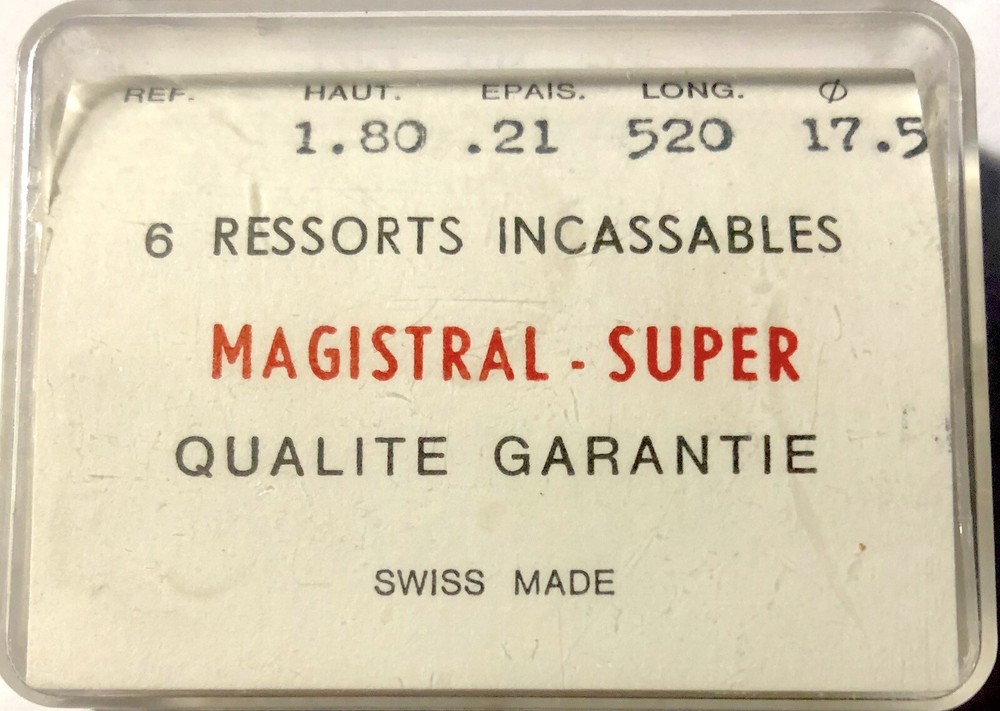 REF. HAUT. EPAIS. LONG. Ø
1.80 .21 520 17.5
6 RESSORTS INCASSABLES
MAGISTRAL - SUPER
QUALITE GARANTIE
SWISS MADE